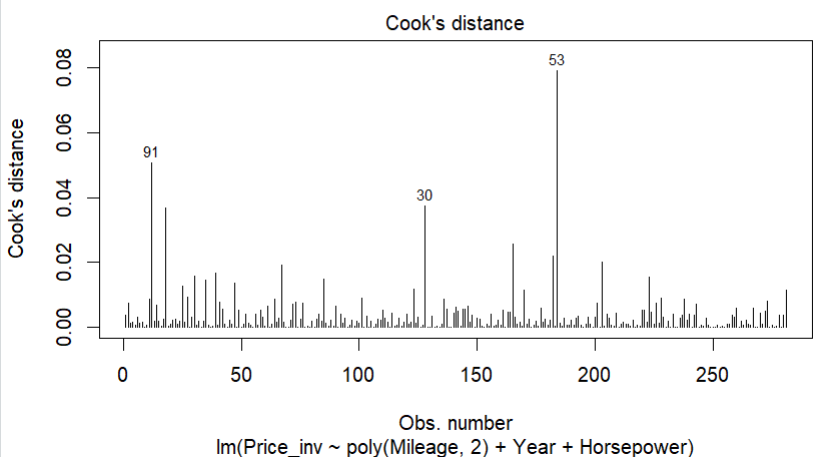 Cook's distance
53
91
30
Cook's distance
0.08
0.06
0.04
0.02
0.00
0 50 100 150 200 250
Obs. number
lm(Price_inv ~ poly(Mileage, 2) + Year + Horsepower)